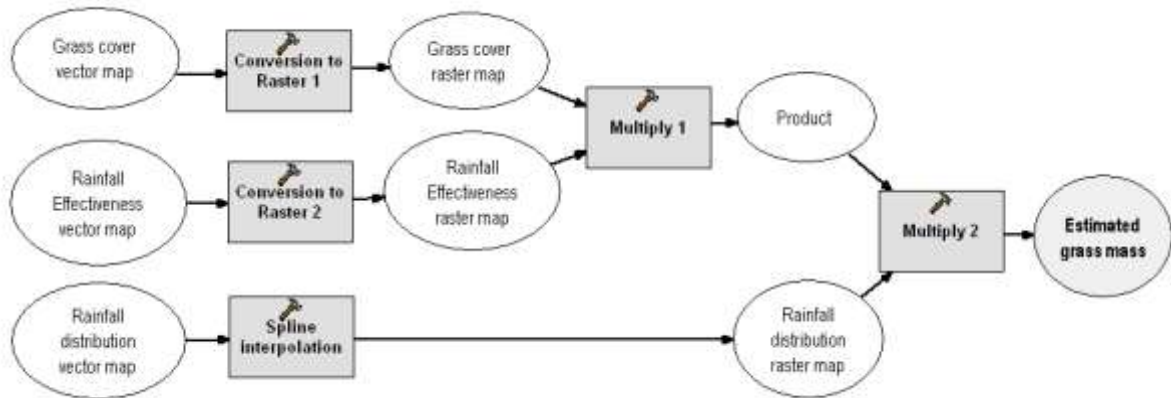 Grass cover
vector map
Conversion to
Raster 1
Grass cover
raster map
Multiply 1
Product
Rainfall
Effectiveness
vector map
Conversion to
Raster 2
Rainfall
Effectiveness
raster map
Multiply 2
Estimated
grass mass
Rainfall
distribution
vector map
Spline
interpolation
Rainfall
distribution
raster map